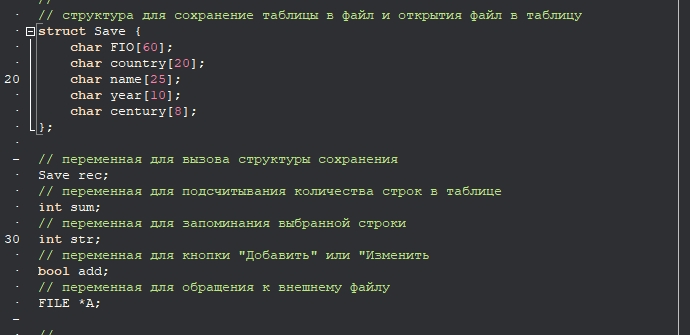 //
// структура для сохранение таблицы в файл и открытия файл в таблицу
struct Save {
char FIO[60];
char country[20];
20 char name[25];
char year[10];
char century[8];
};
// переменная для вызова структуры сохранения
Save rec;
// переменная для подсчитывания количества строк в таблице
int sum;
// переменная для запоминания выбранной строки
30 int str;
// переменная для кнопки "Добавить" или "Изменить
bool add;
// переменная для обращения к внешнему файлу
FILE *A;
//